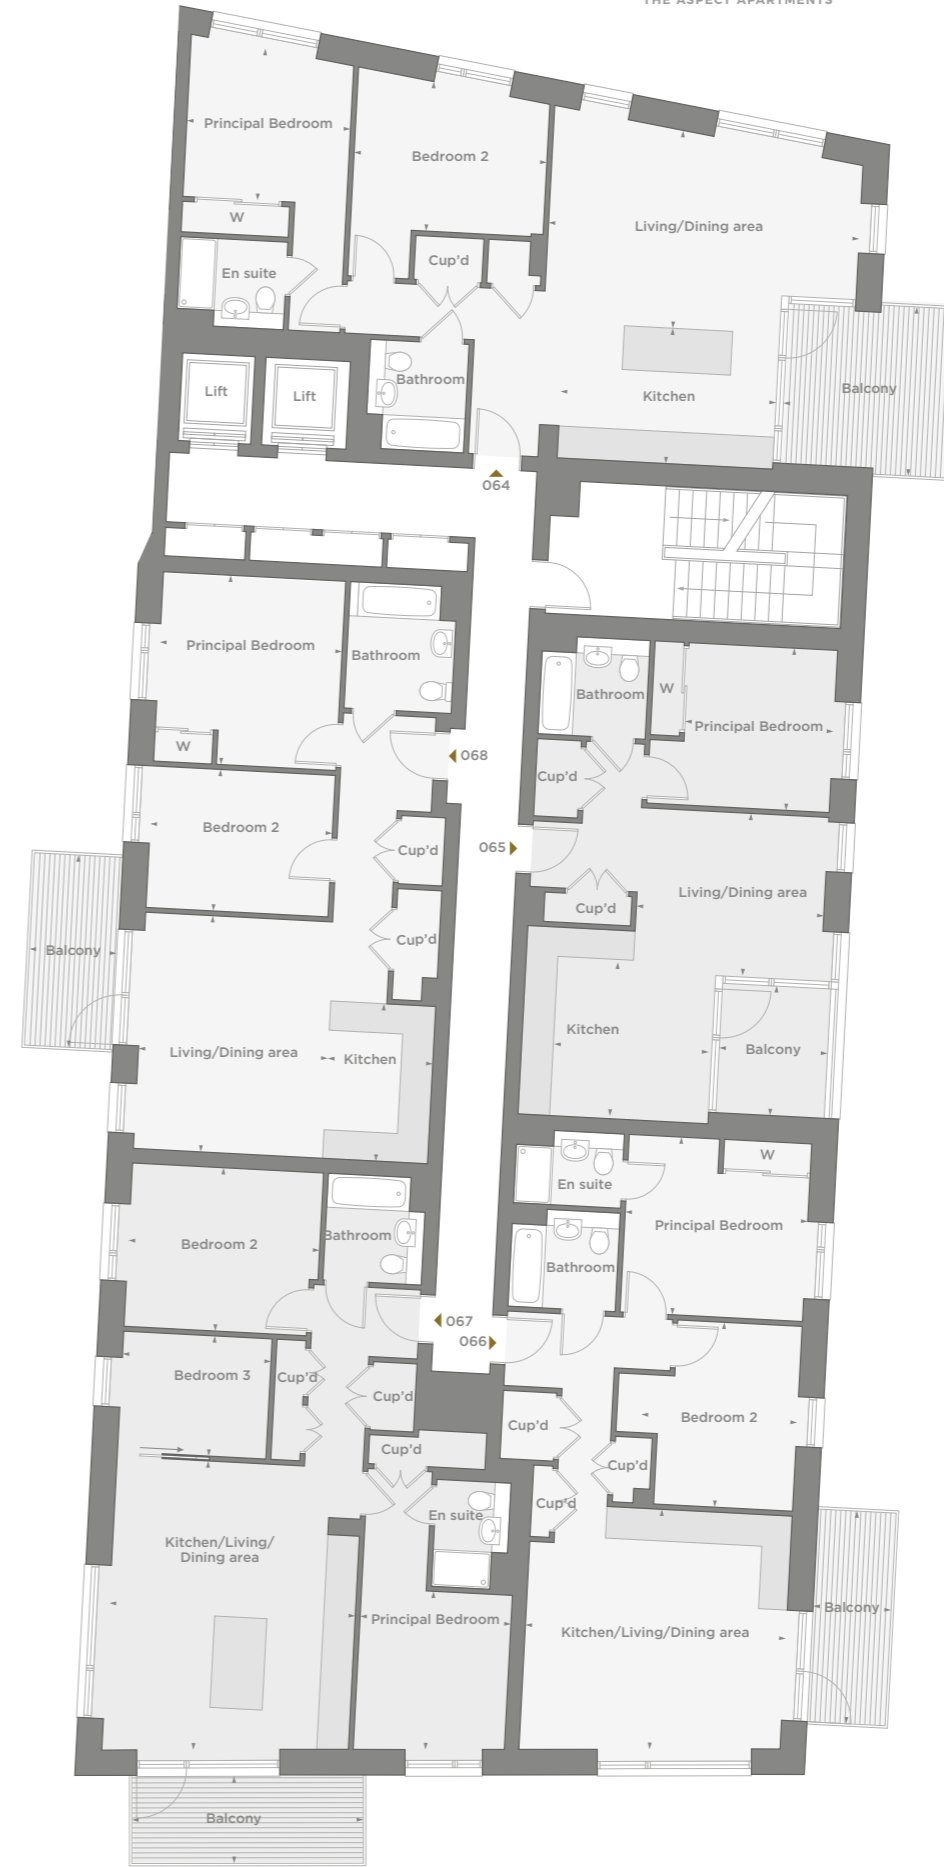 THE ASPECT APARTMENTS
Principal Bedroom
Bedroom 2
Living/Dining area
W
Cup'd
En suite
Lift
Lift
Bathroom
Kitchen
Balcony
064
Principal Bedroom
Bathroom
W
068
Bedroom 2
Cup'd
Cup'd
Balcony
Living/Dining area
Kitchen
Bathroom
W
Principal Bedroom
Cup'd
065
Living/Dining area
Cup'd
Kitchen
Balcony
W
En suite
Principal Bedroom
Bathroom
066
Bedroom 2
Cup'd
Cup'd
Cup'd
Kitchen/Living/Dining area
Balcony
Bedroom 2
Bathroom
067
Bedroom 3
Cup'd
Cup'd
Cup'd
En suite
Kitchen/Living/
Dining area
Principal Bedroom
Balcony